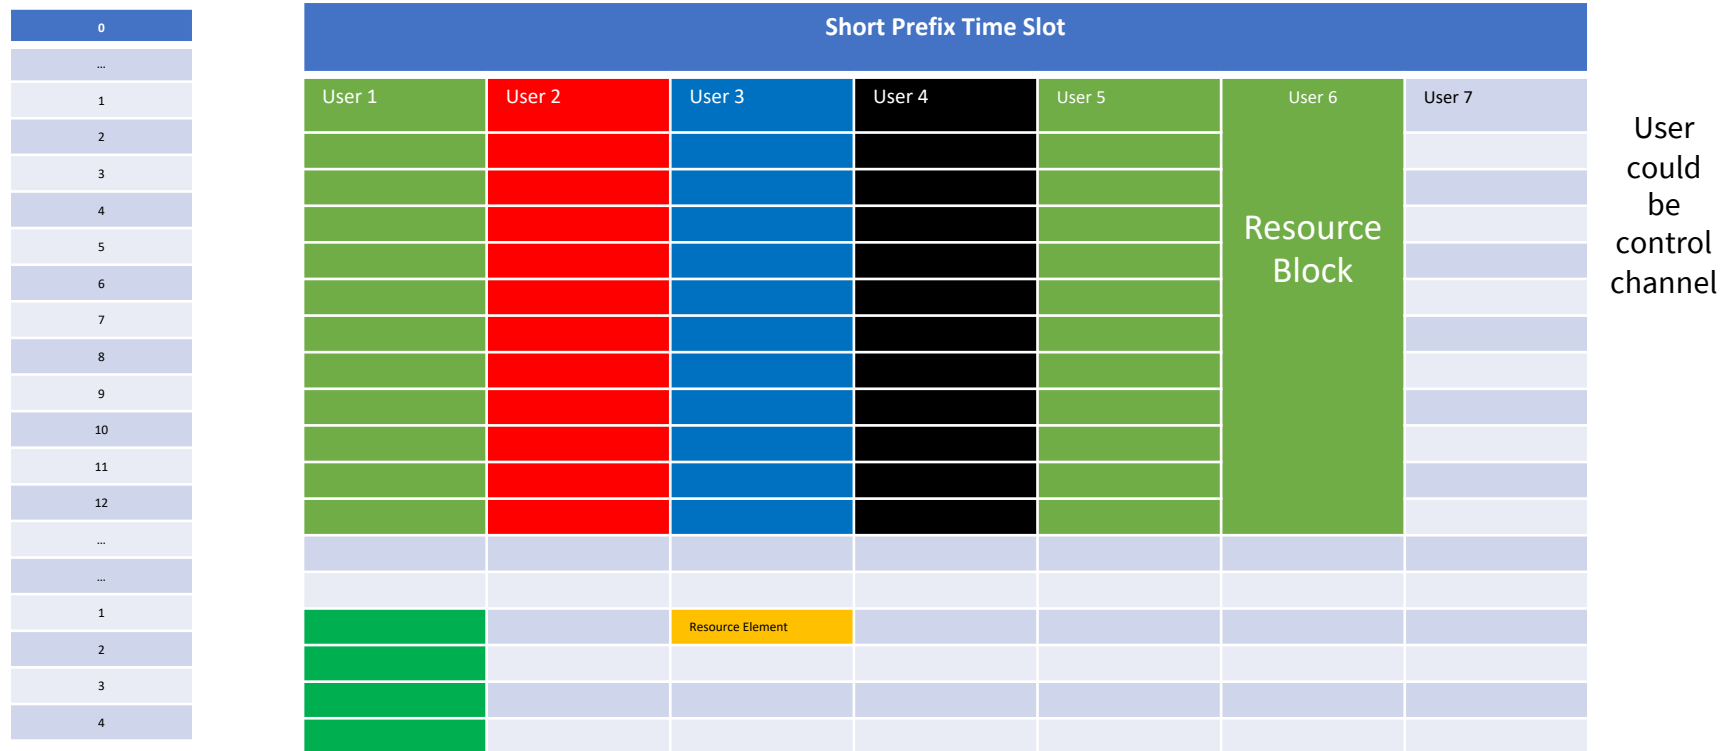 0
...
1
2
3
4
5
6
7
8
9
10
11
12
...
...
1
2
3
4
Short Prefix Time Slot
User 1
User 2
User 3
User 4
User 5
User 6
User 7
Resource
Block
Resource Element
User
could
be
control
channel